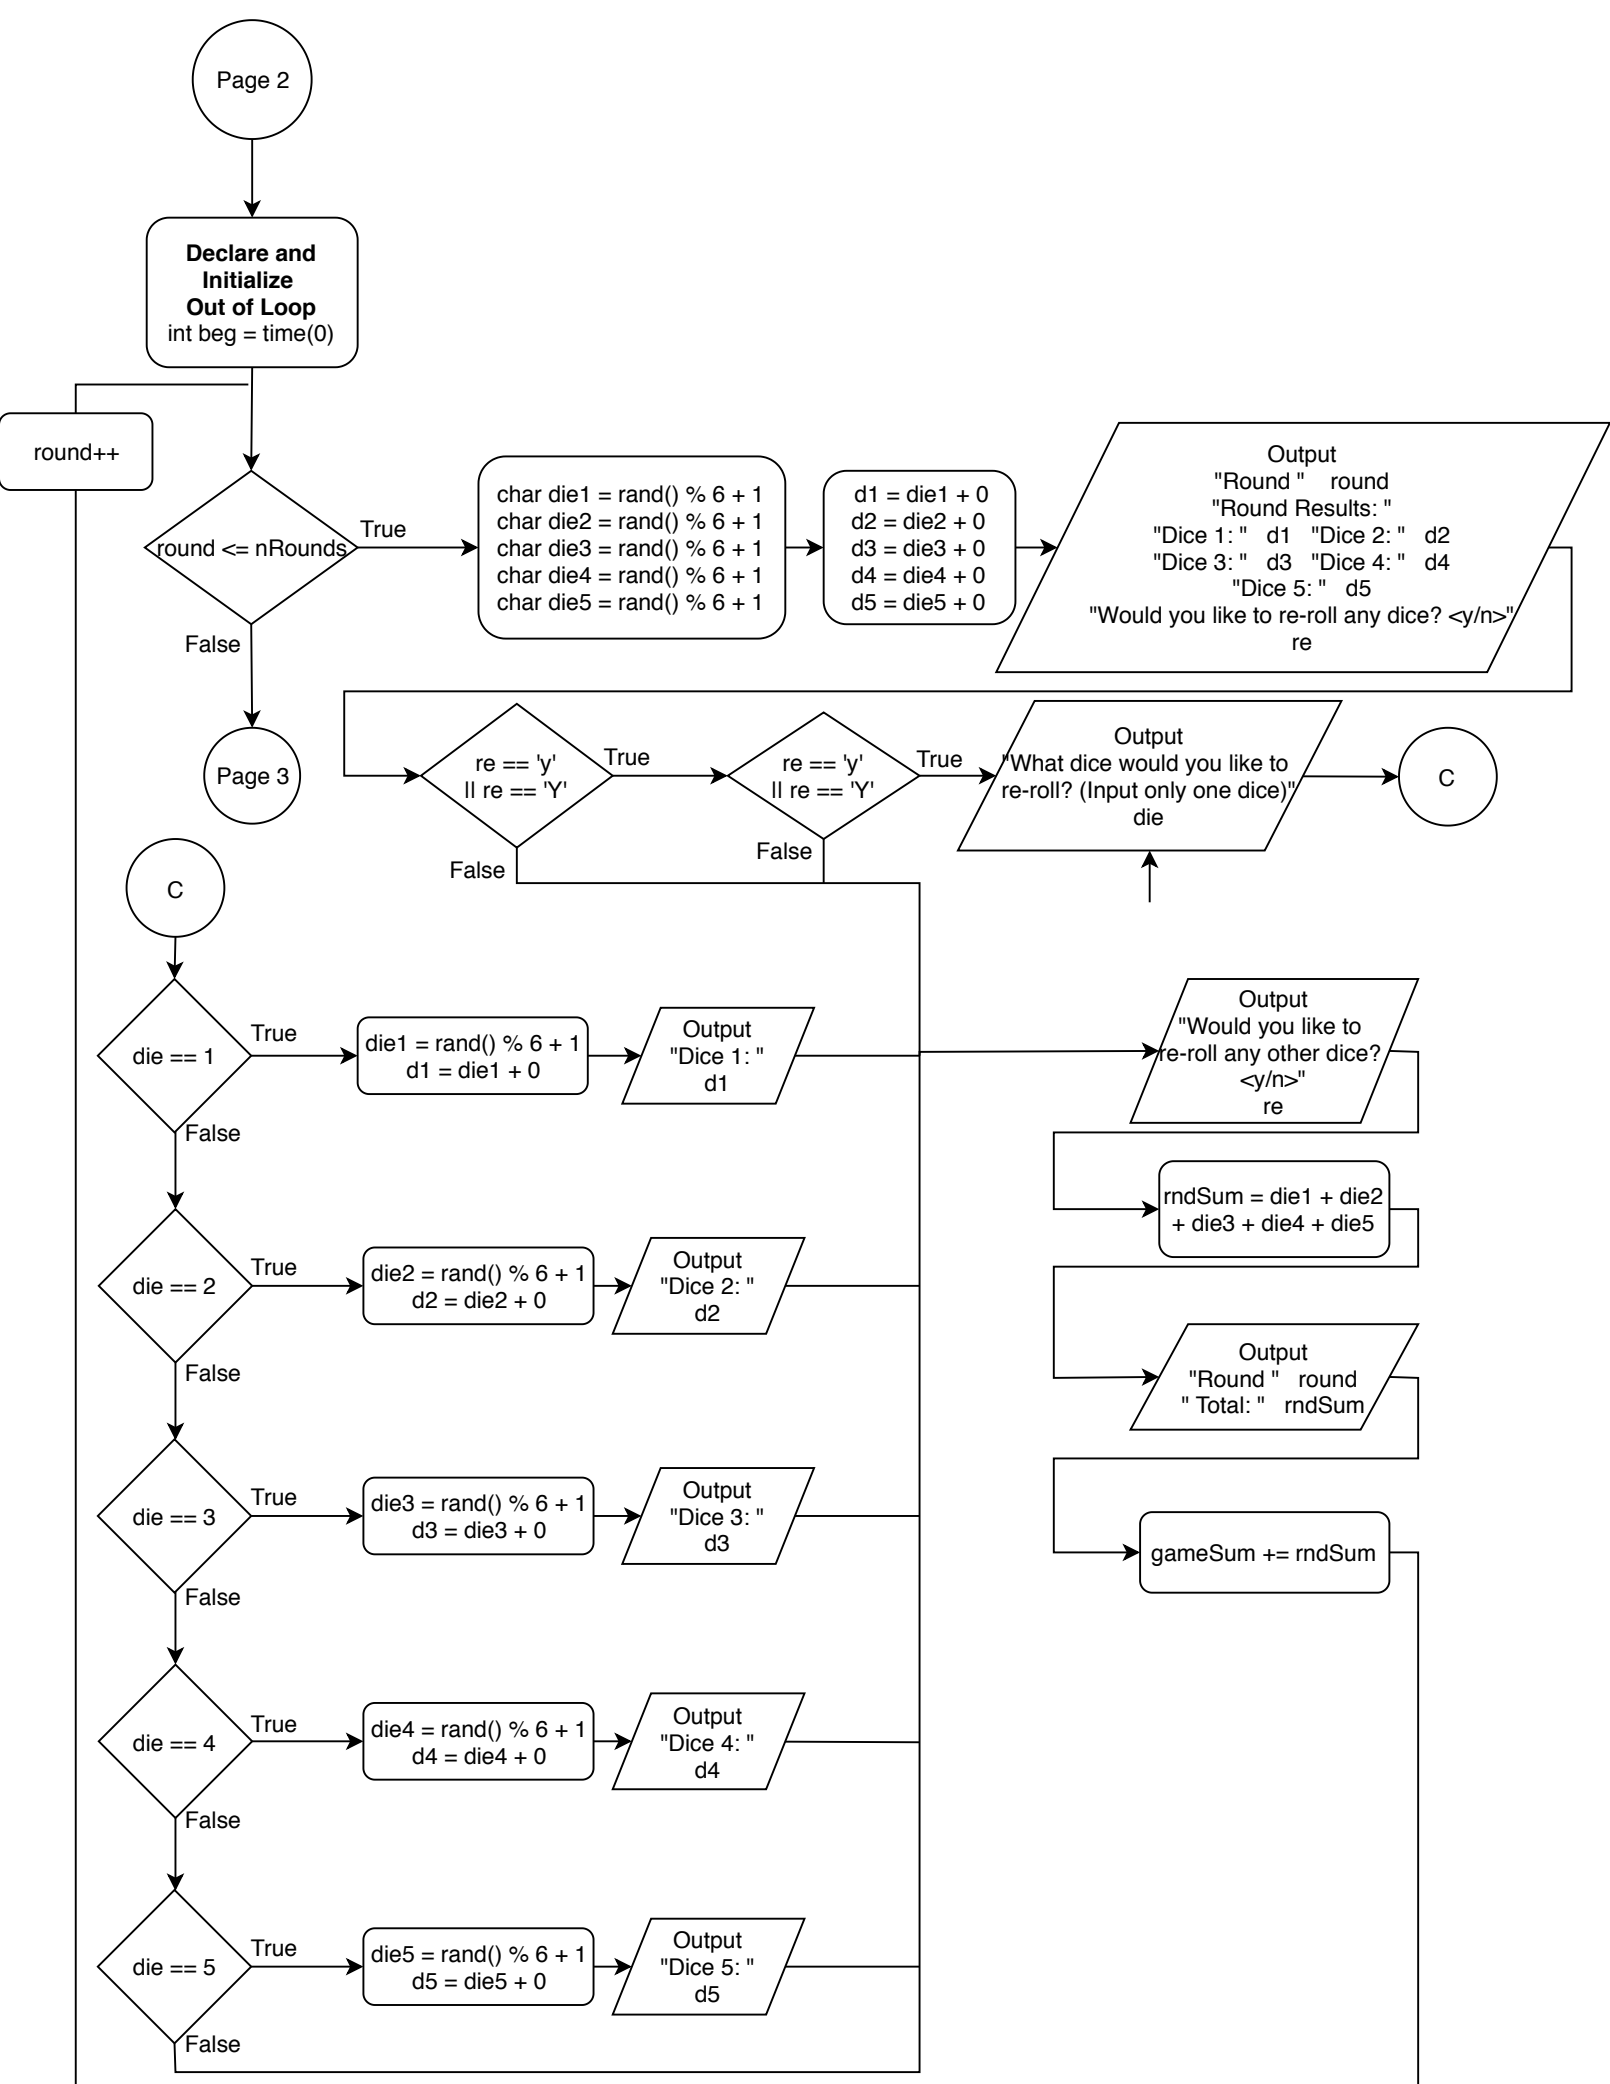 Page 2
Declare and
Initialize
Out of Loop
int beg = time(0)
round++
round <= nRounds
True
False
char die1 = rand() % 6 + 1
char die2 = rand() % 6 + 1
char die3 = rand() % 6 + 1
char die4 = rand() % 6 + 1
char die5 = rand() % 6 + 1
d1 = die1 + 0
d2 = die2 + 0
d3 = die3 + 0
d4 = die4 + 0
d5 = die5 + 0
Output
"Round " round
"Round Results: "
"Dice 1: " d1 "Dice 2: " d2
"Dice 3: " d3 "Dice 4: " d4
"Dice 5: " d5
"Would you like to re-roll any dice? <y/n>"
re
Page 3
re == 'y'
|| re == 'Y'
True
False
re == 'y'
|| re == 'Y'
True
False
Output
"What dice would you like to
re-roll? (Input only one dice)"
die
C
C
die == 1
True
False
die1 = rand() % 6 + 1
d1 = die1 + 0
Output
"Dice 1: "
d1
Output
"Would you like to
re-roll any other dice?
<y/n>"
re
rndSum = die1 + die2
+ die3 + die4 + die5
die == 2
True
False
die2 = rand() % 6 + 1
d2 = die2 + 0
Output
"Dice 2: "
d2
Output
"Round " round
" Total: " rndSum
die == 3
True
False
die3 = rand() % 6 + 1
d3 = die3 + 0
Output
"Dice 3: "
d3
gameSum += rndSum
die == 4
True
False
die4 = rand() % 6 + 1
d4 = die4 + 0
Output
"Dice 4: "
d4
die == 5
True
False
die5 = rand() % 6 + 1
d5 = die5 + 0
Output
"Dice 5: "
d5